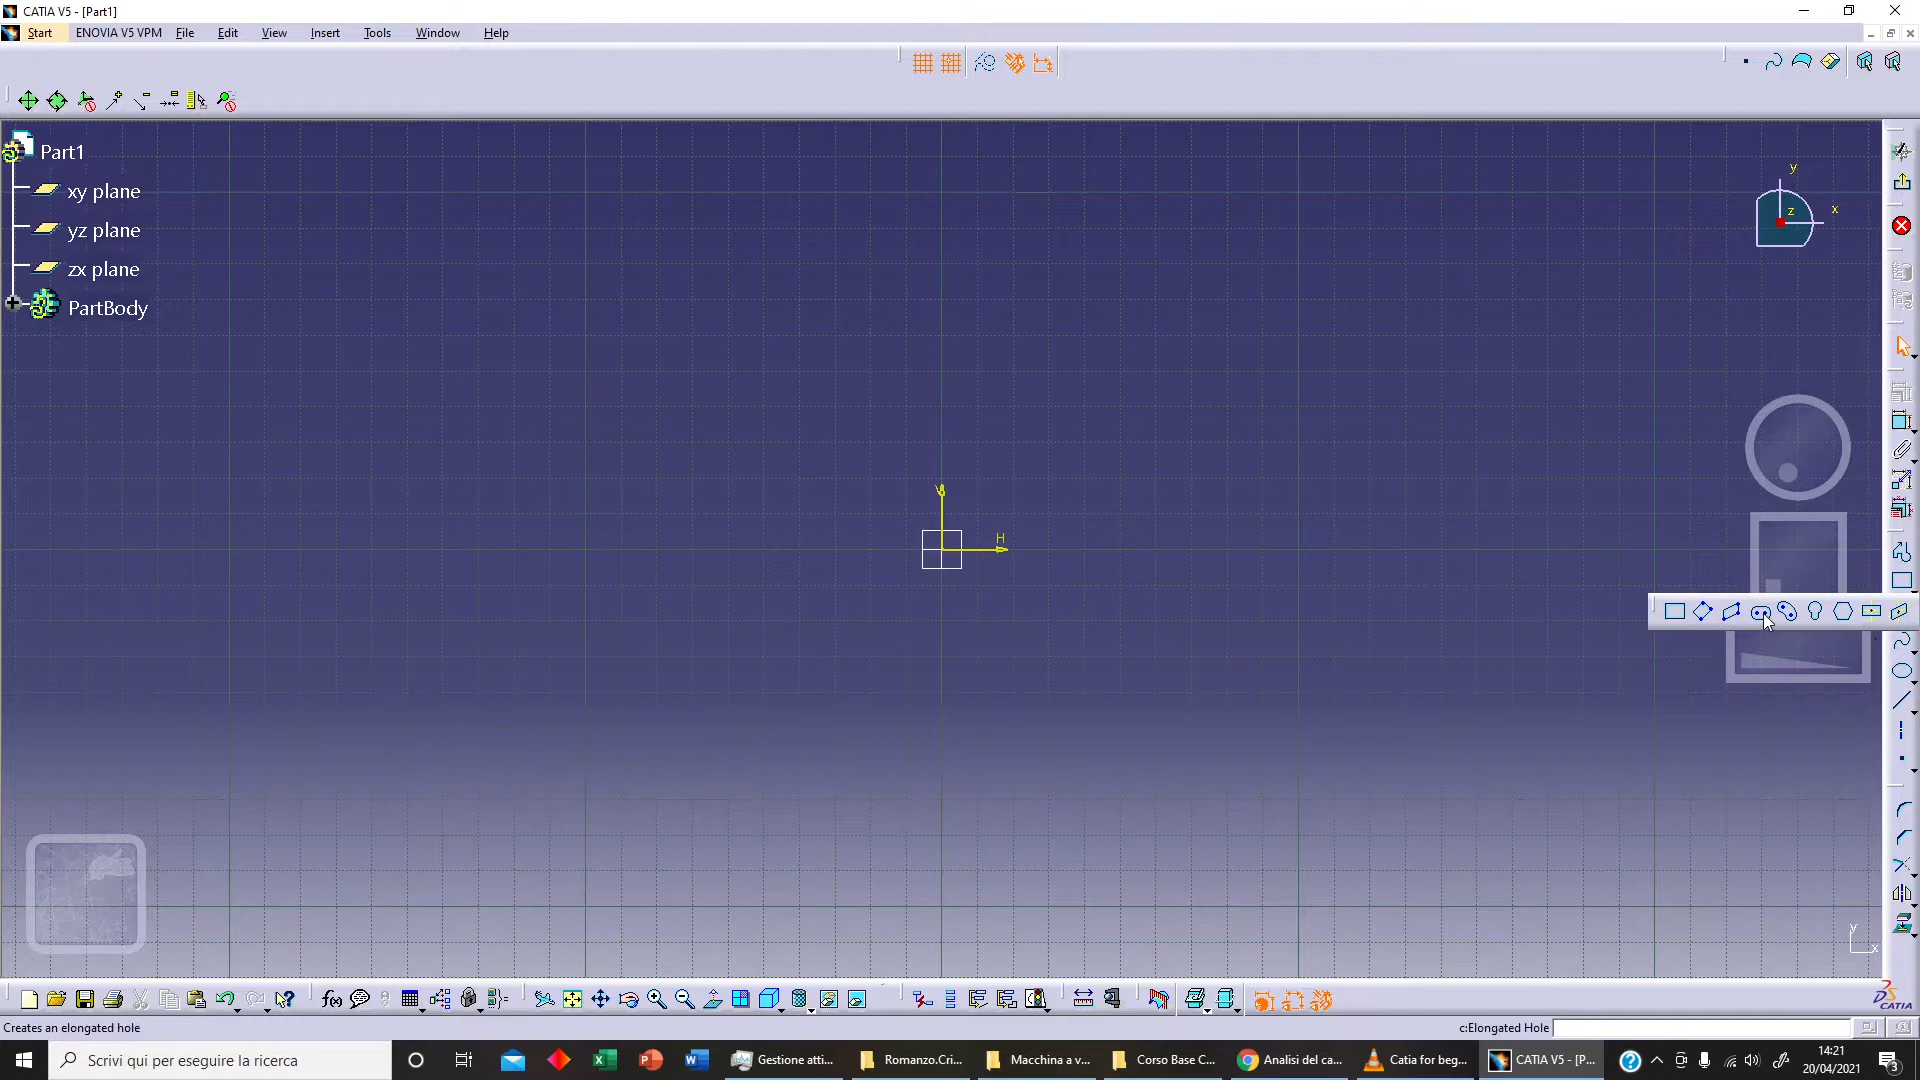 CATIA V5 - [Part1]
Start ENOVIA V5 VPM File Edit View Insert Tools Window Help
Part1
xy plane
yz plane
zx plane
PartBody
y
x
z
V
H
y
x
f(x)
CATIA
Creates an elongated hole
c:Elongated Hole
Scrivi qui per eseguire la ricerca
Gestione atti...
Romanzo.Cri...
Macchina a v...
Corso Base C...
Analisi del ca...
Catia for beg...
CATIA V5 - [P...
14:21
20/04/2021
3